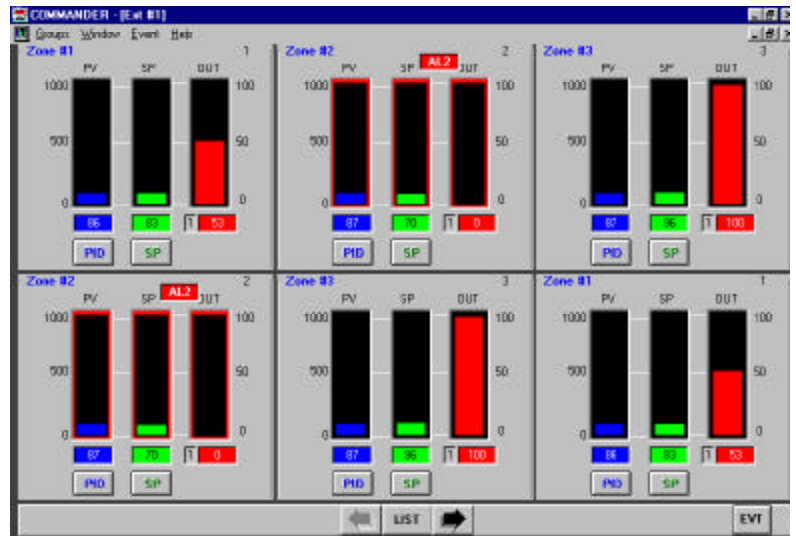 COMMANDER - [Ext #1]
Groups Window Event Help
Zone #1 1
PV SP OUT
1000 100
500 50
0 0
86 83 1 53
PID SP
Zone #2 2
PV SP AL2 OUT
1000 100
500 50
0 0
87 70 1 0
PID SP
Zone #3 3
PV SP OUT
1000 100
500 50
0 0
87 96 1 100
PID SP
Zone #2 2
PV SP AL2 OUT
1000 100
500 50
0 0
87 70 1 0
PID SP
Zone #3 3
PV SP OUT
1000 100
500 50
0 0
87 96 1 100
PID SP
Zone #1 1
PV SP OUT
1000 100
500 50
0 0
86 83 1 53
PID SP
LIST
EVT